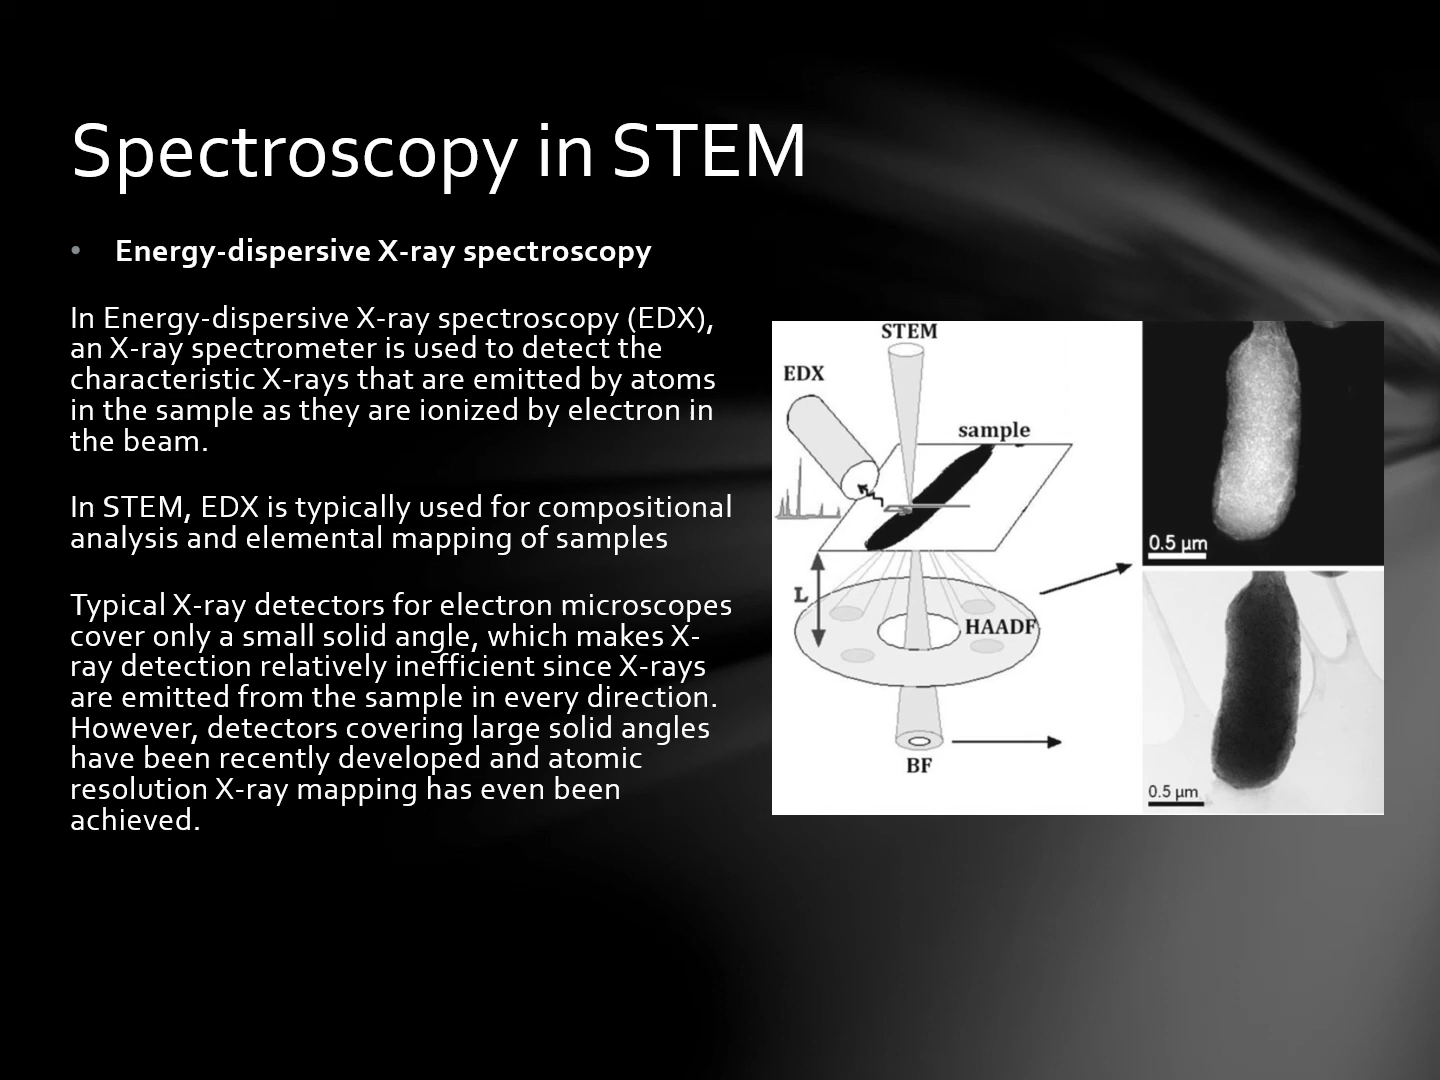 Spectroscopy in STEM
• Energy-dispersive X-ray spectroscopy
In Energy-dispersive X-ray spectroscopy (EDX),
an X-ray spectrometer is used to detect the
characteristic X-rays that are emitted by atoms
in the sample as they are ionized by electron in
the beam.
In STEM, EDX is typically used for compositional
analysis and elemental mapping of samples
Typical X-ray detectors for electron microscopes
cover only a small solid angle, which makes X-
ray detection relatively inefficient since X-rays
are emitted from the sample in every direction.
However, detectors covering large solid angles
have been recently developed and atomic
resolution X-ray mapping has even been
achieved.
STEM
EDX
sample
L
HAADF
BF
0.5 µm
0.5 µm